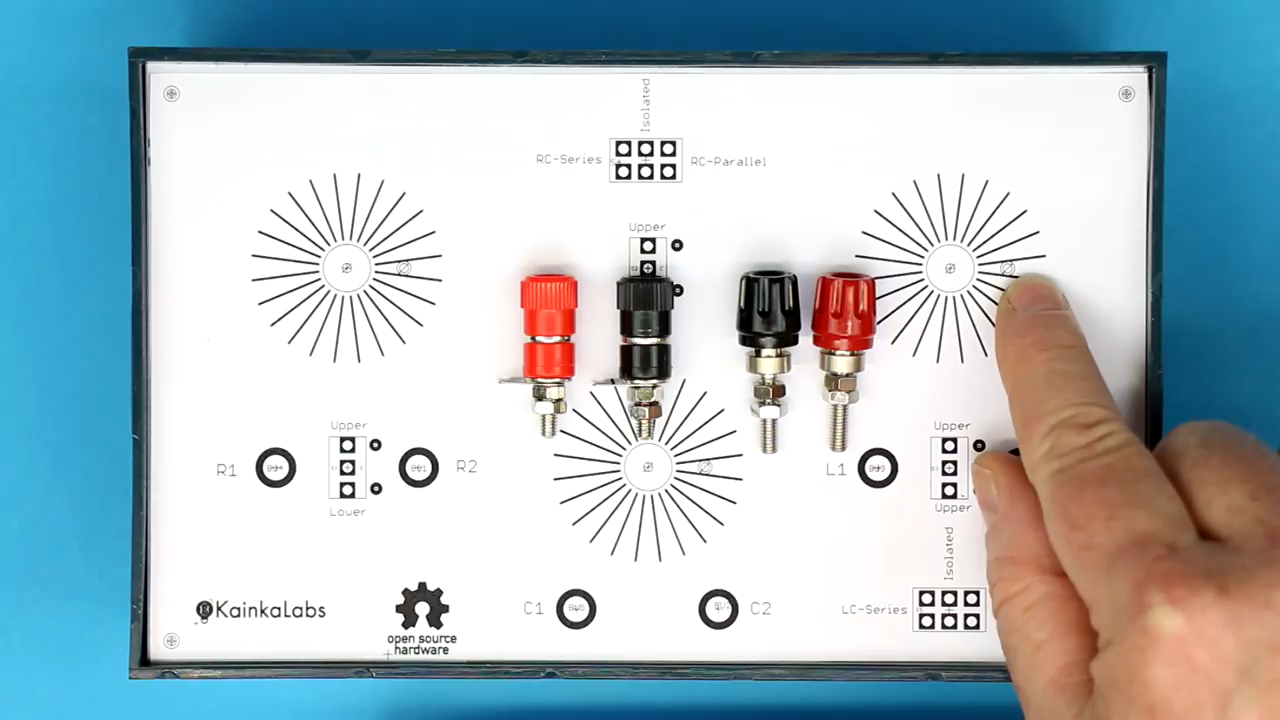 Isolated
RC-Series
RC-Parallel
Upper
Upper
Upper
R1
R2
L1
Lower
Upper
Isolated
C1
C2
LC-Series
KainkaLabs
open source
hardware